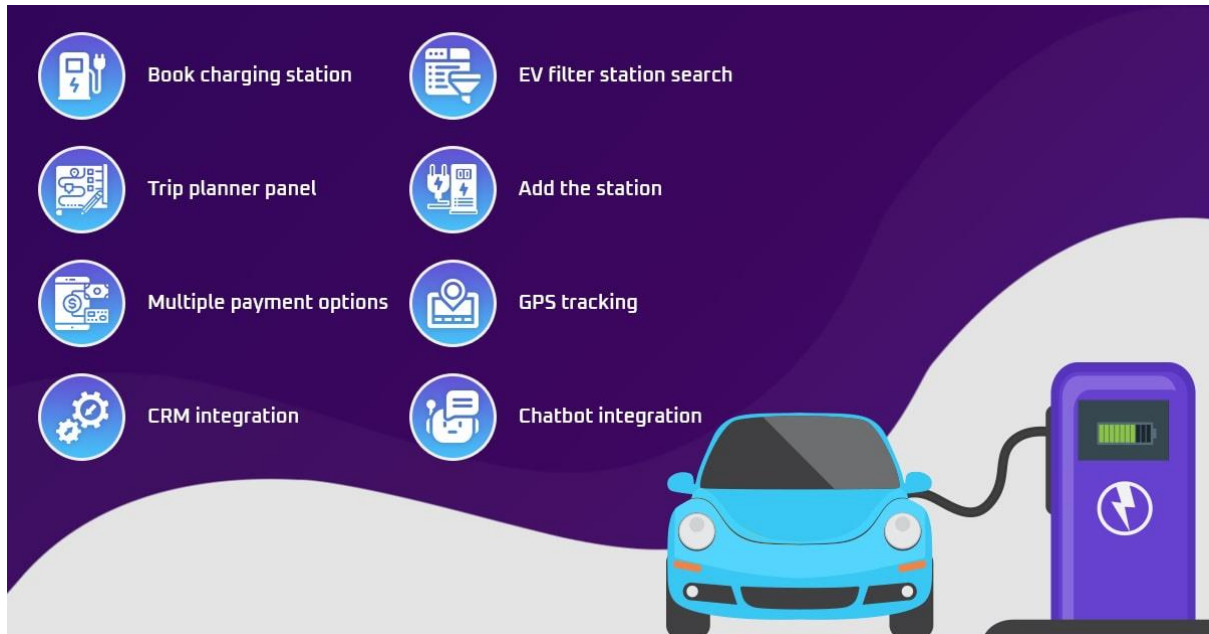 Book charging station
EV filter station search
Trip planner panel
Add the station
Multiple payment options
GPS tracking
CRM integration
Chatbot integration